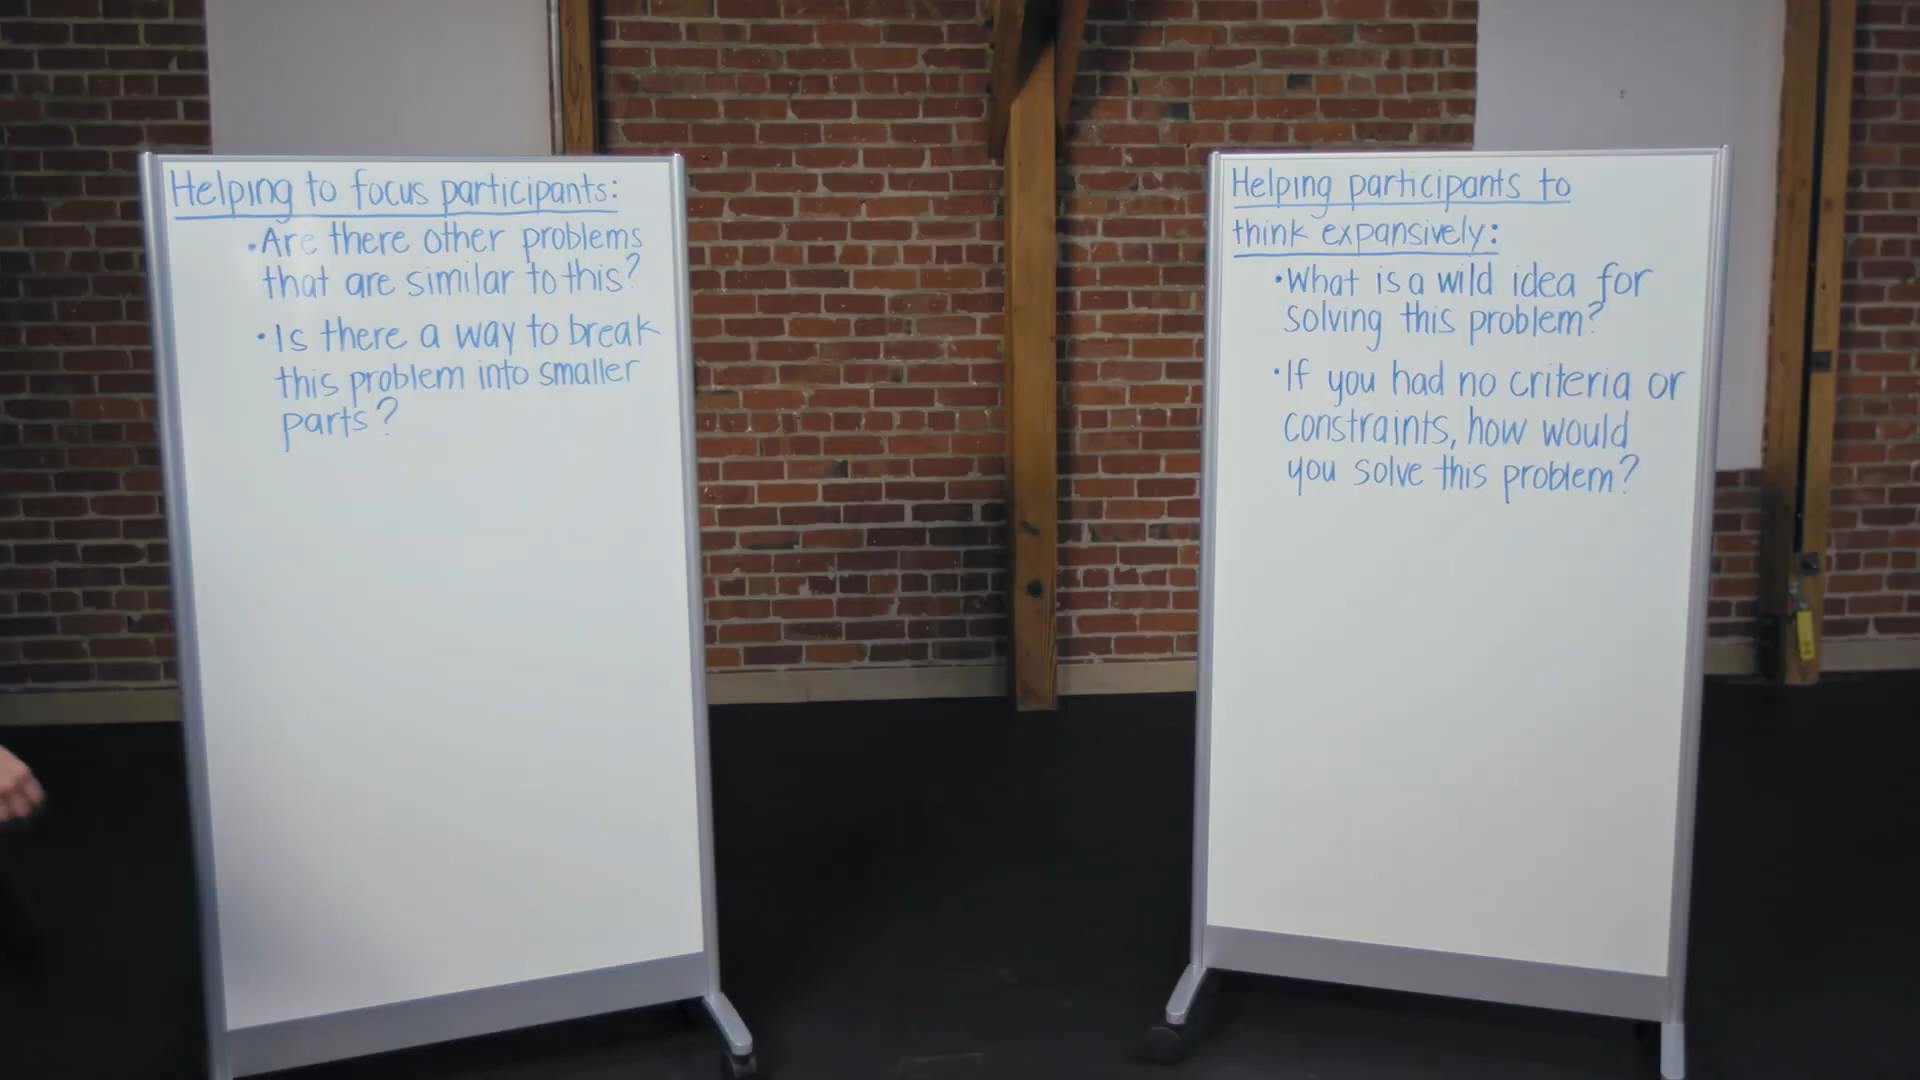 Helping to focus participants:
•Are there other problems
that are similar to this?
•Is there a way to break
this problem into smaller
parts?
Helping participants to
think expansively:
•What is a wild idea for
solving this problem?
•If you had no criteria or
constraints, how would
you solve this problem?